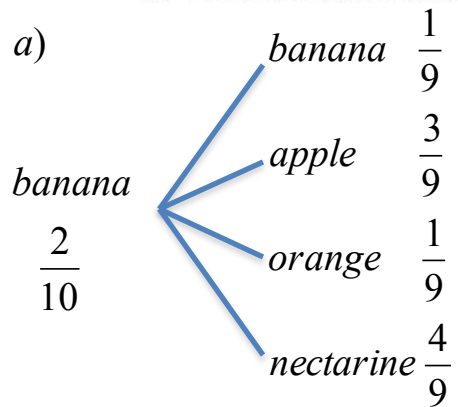 a)
banana 1/9
apple 3/9
banana 2/10
orange 1/9
nectarine 4/9